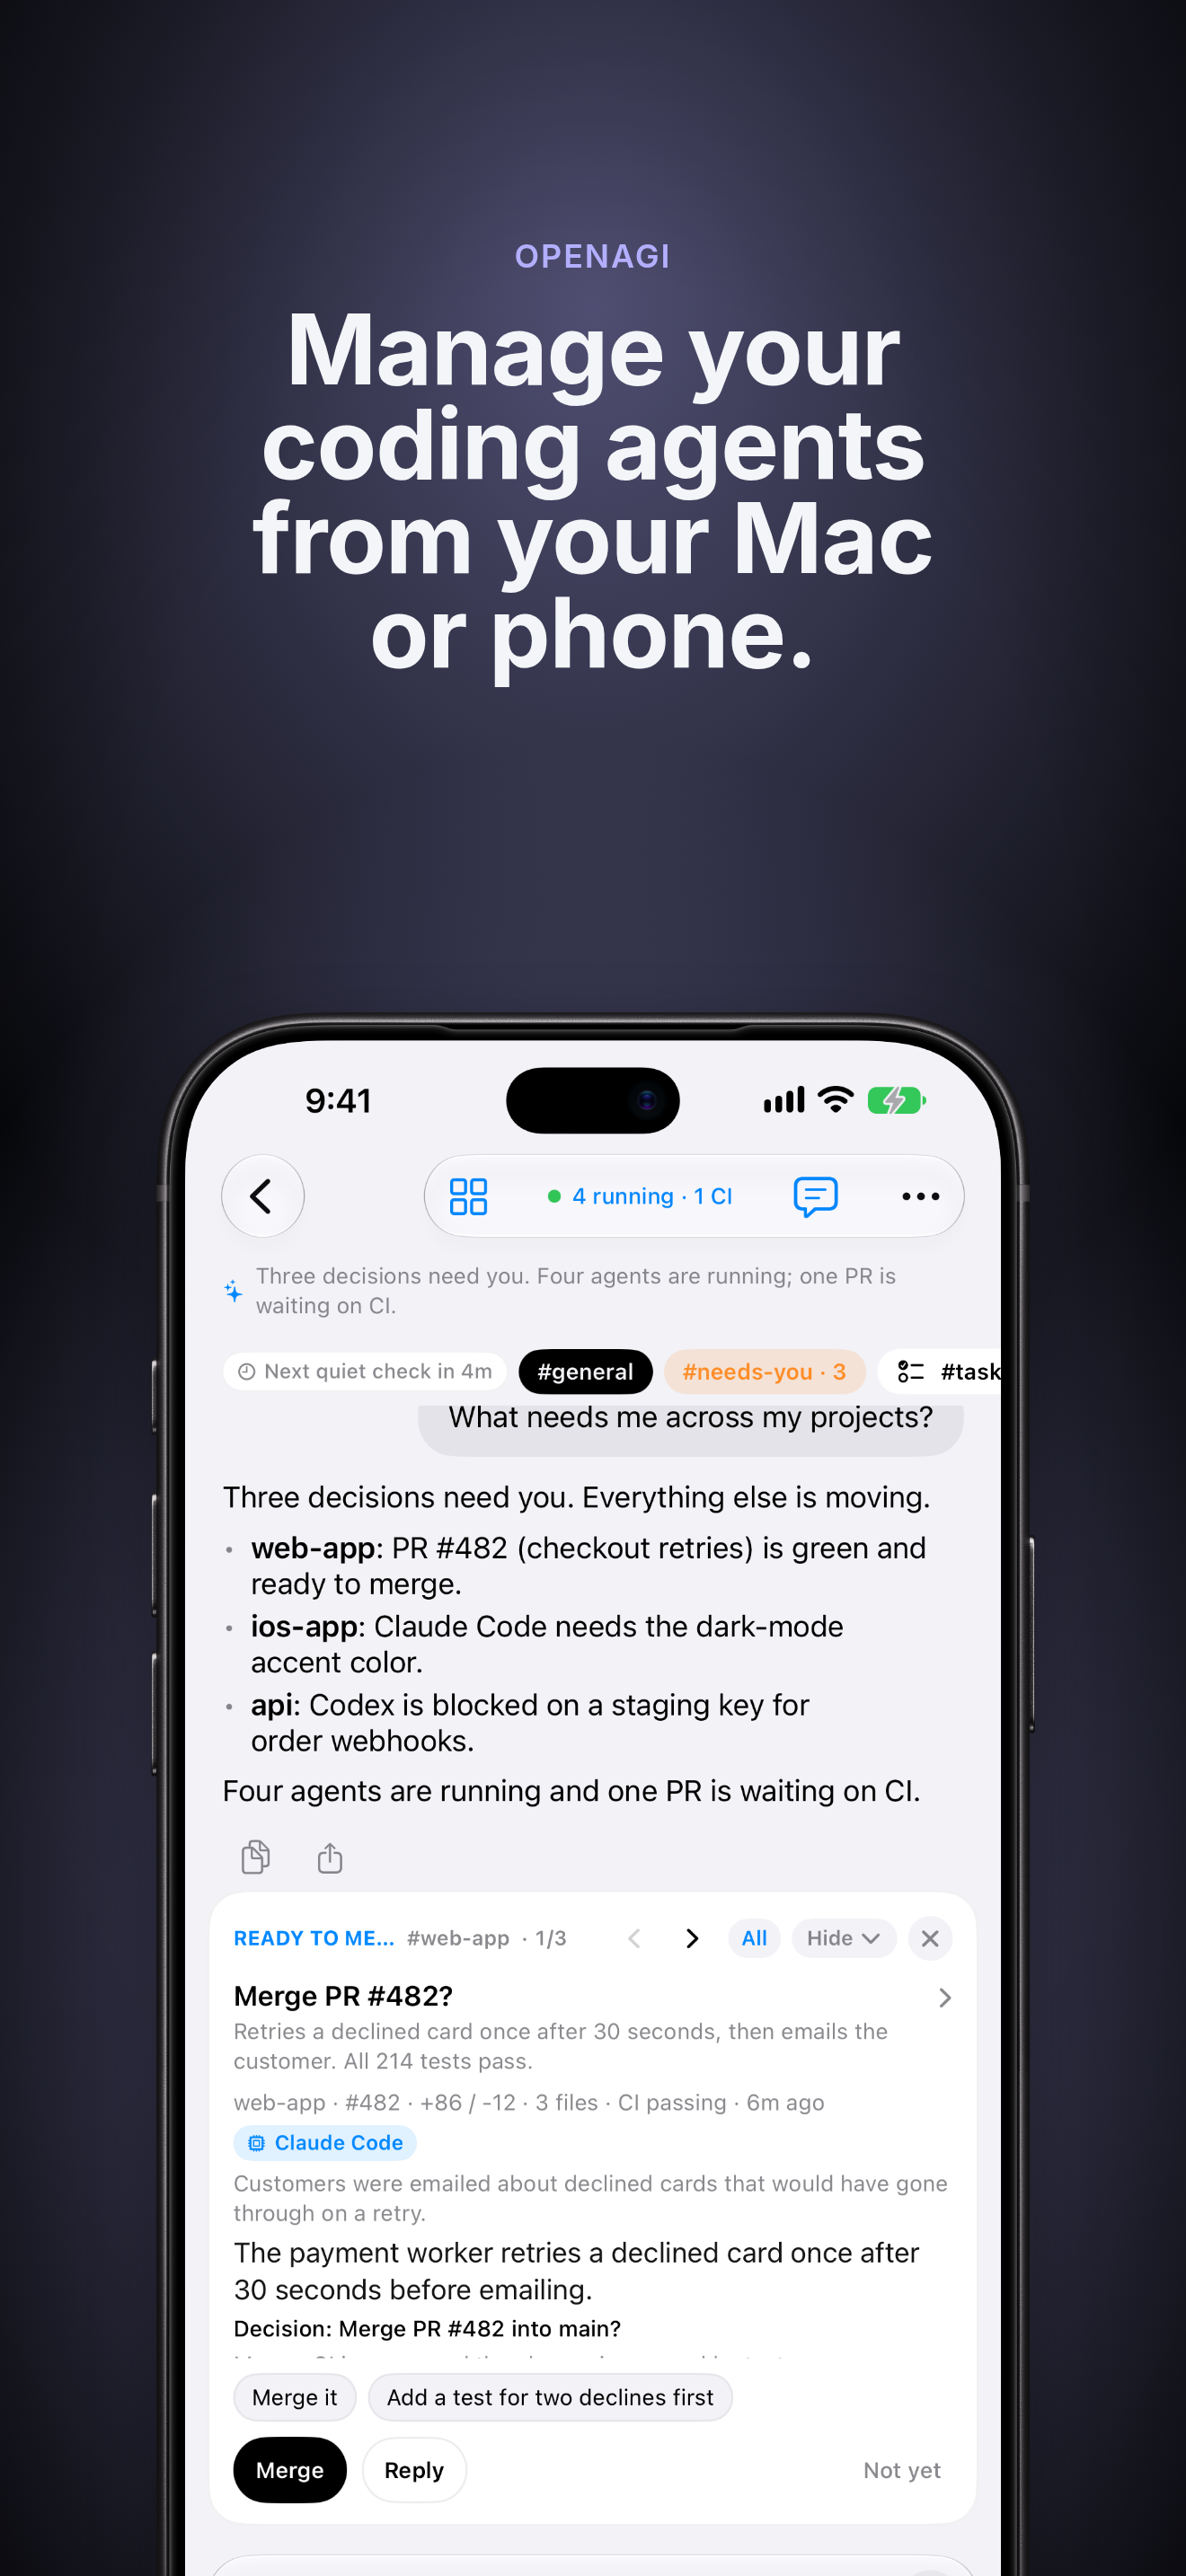 OPENAGI
Manage your
coding agents
from your Mac
or phone.
9:41
4 running · 1 CI
Three decisions need you. Four agents are running; one PR is
waiting on CI.
Next quiet check in 4m
#general
#needs-you · 3
#task
What needs me across my projects?
Three decisions need you. Everything else is moving.
• web-app: PR #482 (checkout retries) is green and
ready to merge.
• ios-app: Claude Code needs the dark-mode
accent color.
• api: Codex is blocked on a staging key for
order webhooks.
Four agents are running and one PR is waiting on CI.
READY TO ME... #web-app · 1/3
All
Hide
Merge PR #482?
Retries a declined card once after 30 seconds, then emails the
customer. All 214 tests pass.
web-app · #482 · +86 / -12 · 3 files · CI passing · 6m ago
Claude Code
Customers were emailed about declined cards that would have gone
through on a retry.
The payment worker retries a declined card once after
30 seconds before emailing.
Decision: Merge PR #482 into main?
Merge it
Add a test for two declines first
Merge
Reply
Not yet